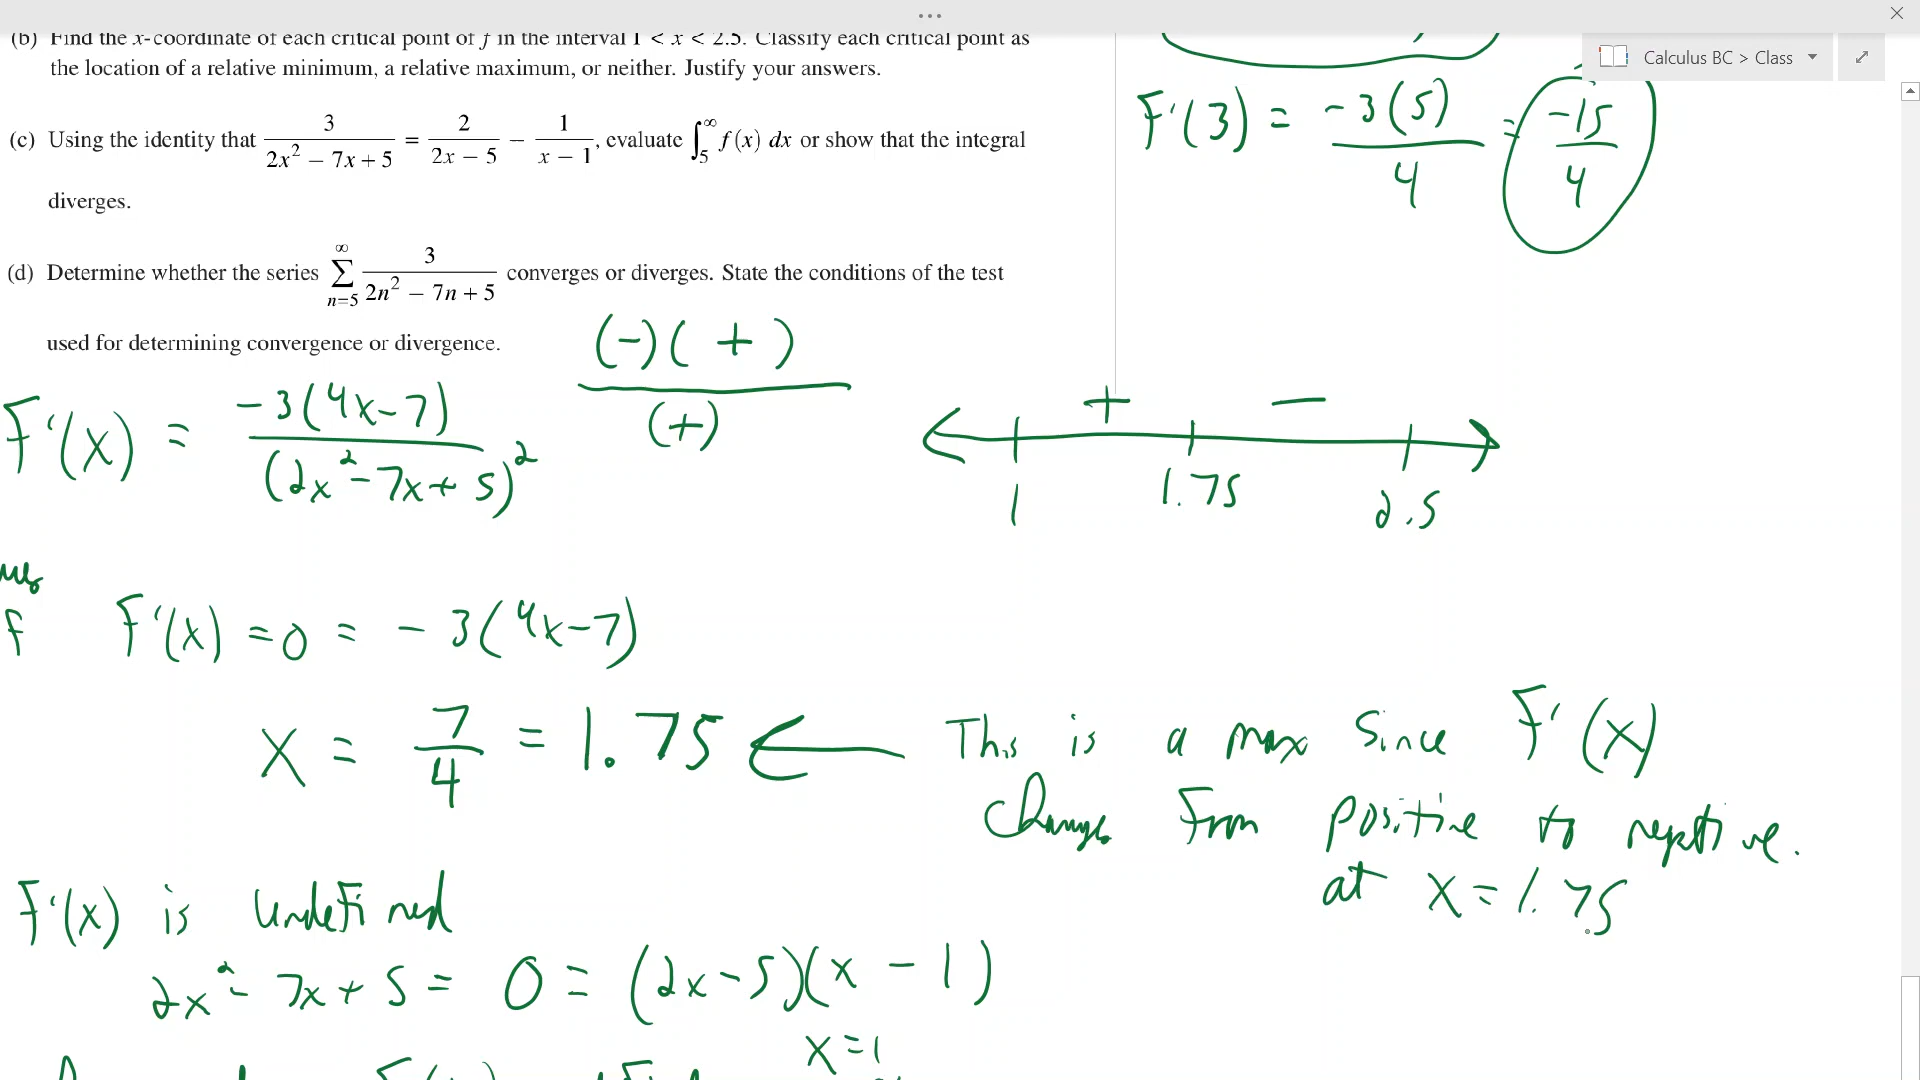 (b) Find the x-coordinate of each critical point of f in the interval 1 < x < 2.5. Classify each critical point as
the location of a relative minimum, a relative maximum, or neither. Justify your answers.
(c) Using the identity that 3/(2x² − 7x + 5) = 2/(2x − 5) − 1/(x − 1), evaluate ∫₅^∞ f(x) dx or show that the integral
diverges.
(d) Determine whether the series ∑_{n=5}^∞ 3/(2n² − 7n + 5) converges or diverges. State the conditions of the test
used for determining convergence or divergence.
Calculus BC > Class
F'(3) = -3(5)/4 = -15/4
F'(x) = -3(4x-7)/(2x²-7x+5)²
(-)(+)/(+)
+ −
1 1.75 2.5
F
F'(x) = 0 = -3(4x-7)
x = 7/4 = 1.75
This is a max since F'(x)
changes from positive to negative.
at x = 1.75
F'(x) is undefined
2x² - 7x + 5 = 0 = (2x-5)(x-1)
x=1